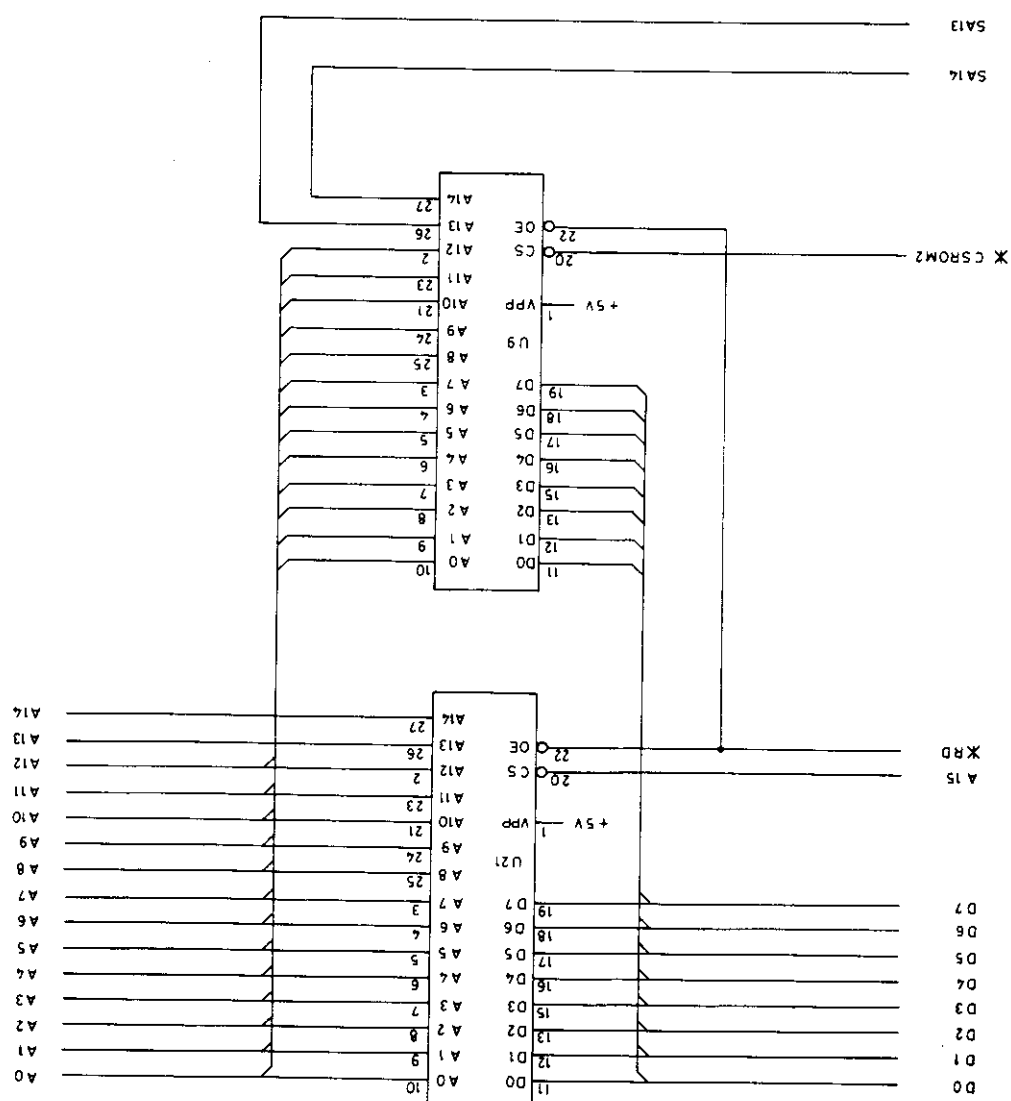 D0 11 D0 A0 10 A0
D1 12 D1 A1 9 A1
D2 13 D2 A2 8 A2
D3 15 D3 A3 7 A3
D4 16 D4 A4 6 A4
D5 17 D5 A5 5 A5
D6 18 D6 A6 4 A6
D7 19 D7 A7 3 A7
A8 25 A8
U21
A9 24 A9
+5V 1 VPP A10 21 A10
A11 23 A11
A15 20 CS A12 2 A12
*RD 22 OE A13 26 A13
A14 27 A14
11 D0 A0 10
12 D1 A1 9
13 D2 A2 8
15 D3 A3 7
16 D4 A4 6
17 D5 A5 5
18 D6 A6 4
19 D7 A7 3
A8 25
U9
A9 24
+5V 1 VPP A10 21
A11 23
*CSROM2 20 CS A12 2
22 OE A13 26
A14 27
SA14
SA13